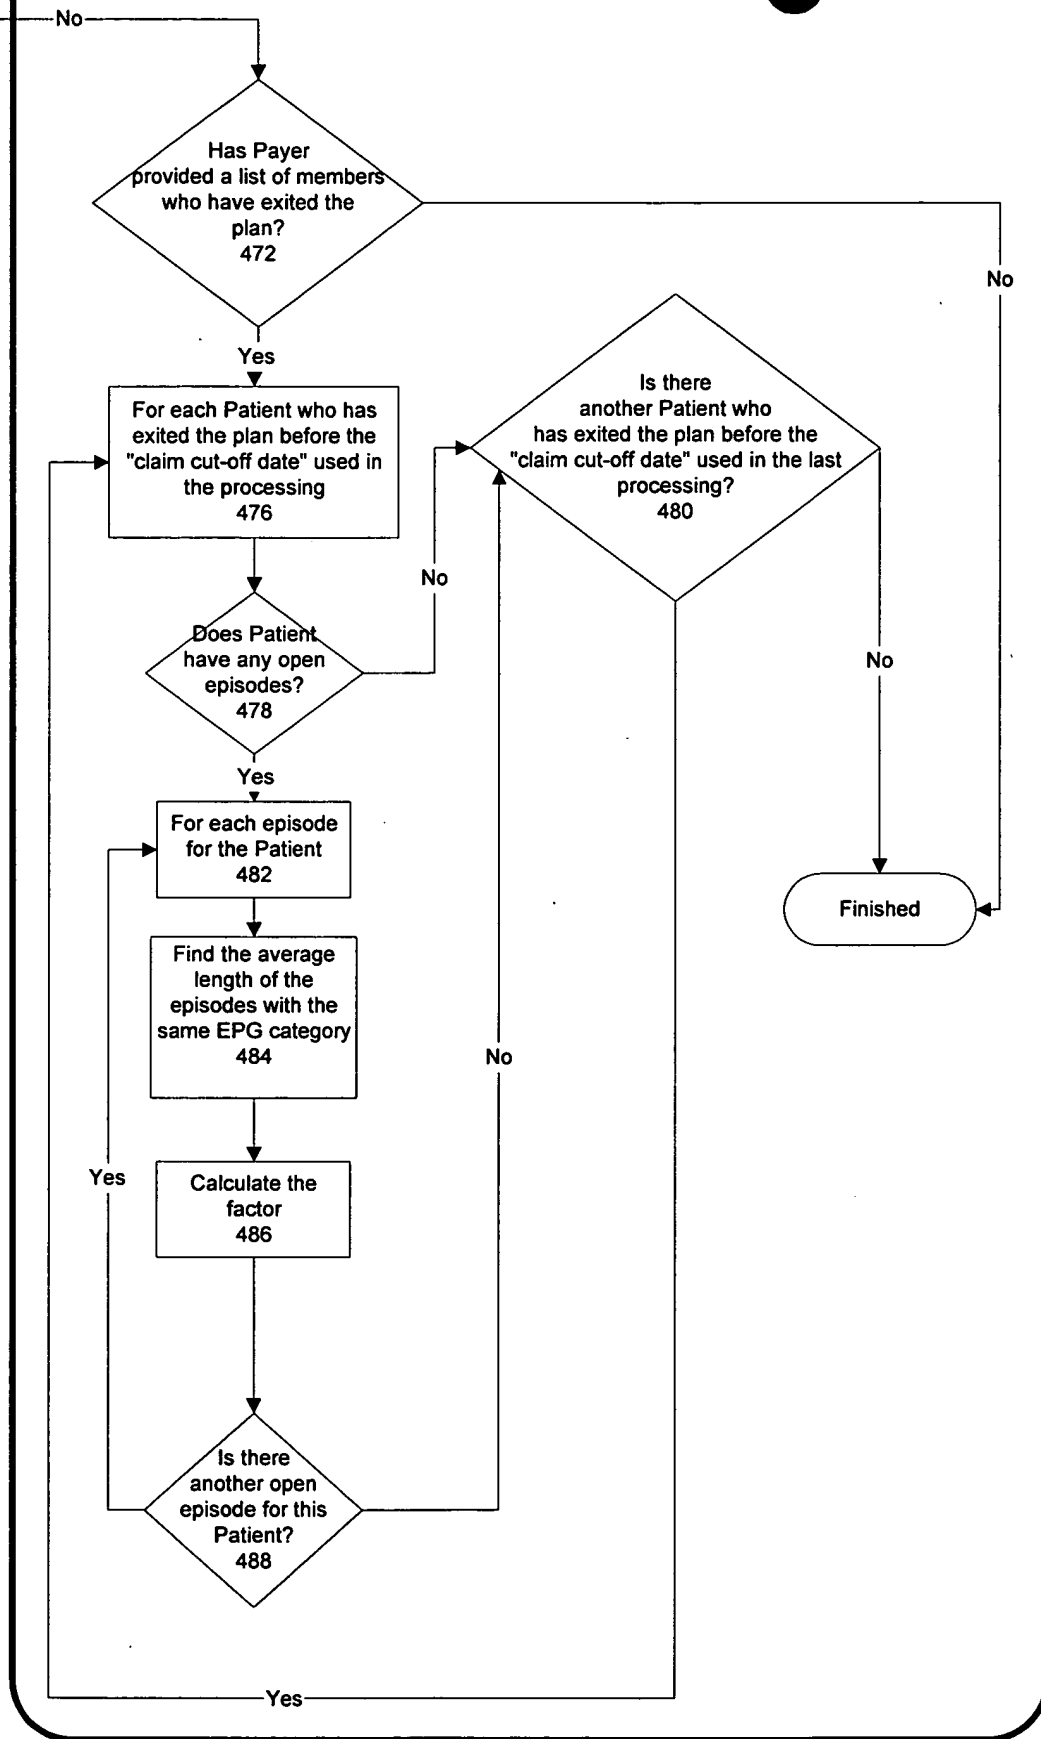 No
Has Payer
provided a list of members
who have exited the
plan?
472
No
Yes
For each Patient who has
exited the plan before the
"claim cut-off date" used in
the processing
476
Is there
another Patient who
has exited the plan before the
"claim cut-off date" used in the last
processing?
480
No
Does Patient
have any open
episodes?
478
No
Yes
For each episode
for the Patient
482
Finished
Find the average
length of the
episodes with the
same EPG category
484
No
Yes
Calculate the
factor
486
Is there
another open
episode for this
Patient?
488
Yes